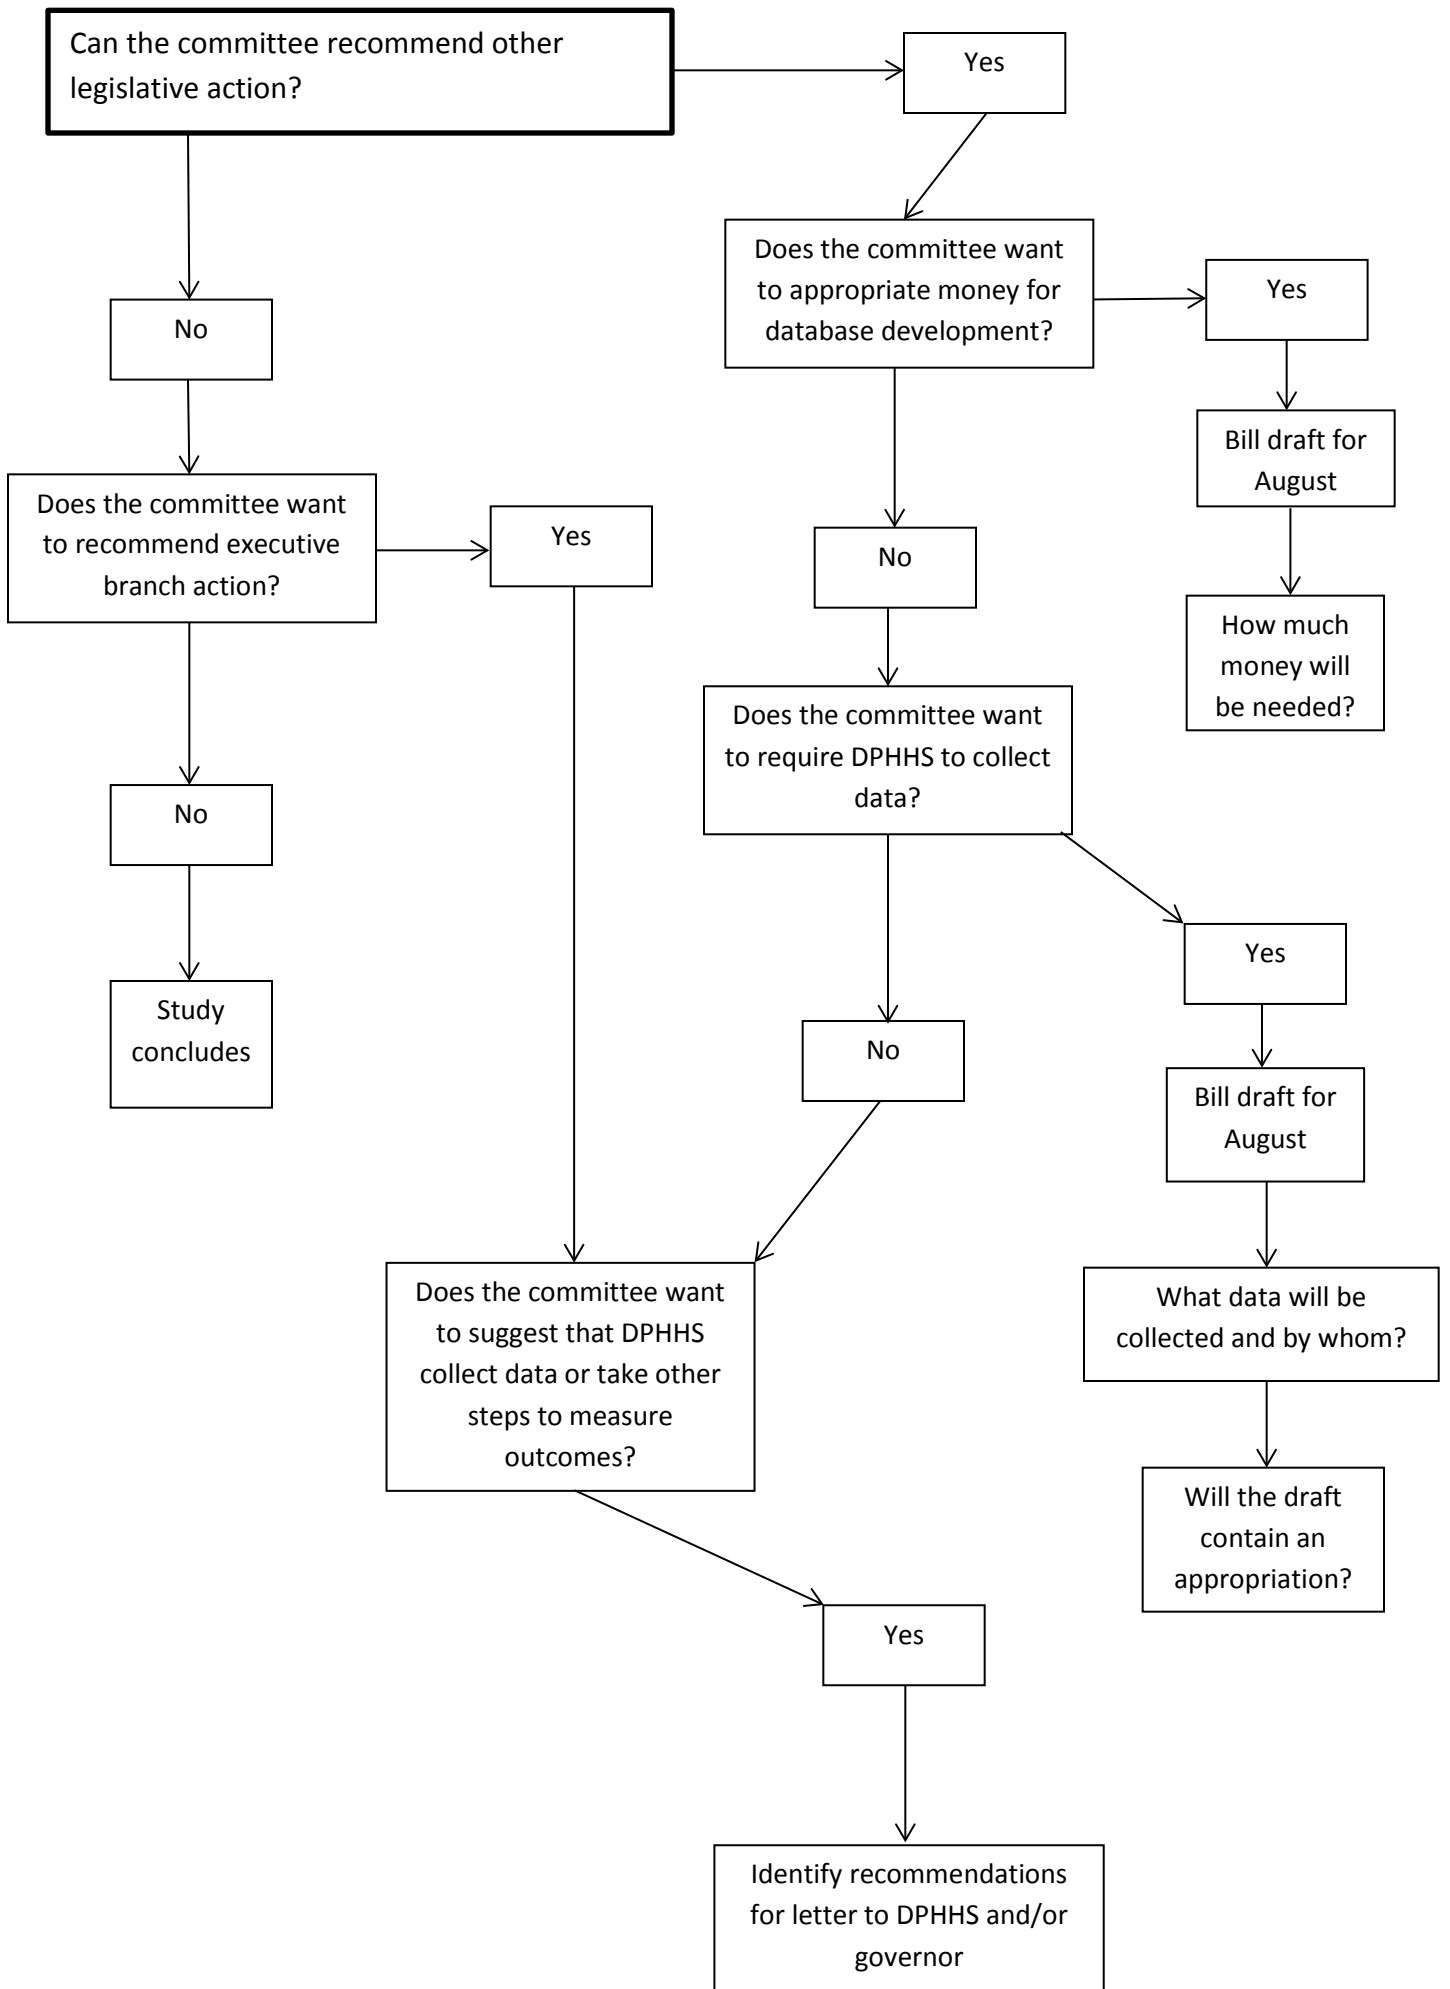 Can the committee recommend other
legislative action?
Yes
Does the committee want
to appropriate money for
database development?
Yes
No
Bill draft for
August
Does the committee want
to recommend executive
branch action?
Yes
No
How much
money will
be needed?
Does the committee want
to require DPHHS to collect
data?
No
Yes
Study
concludes
No
Bill draft for
August
Does the committee want
to suggest that DPHHS
collect data or take other
steps to measure
outcomes?
What data will be
collected and by whom?
Will the draft
contain an
appropriation?
Yes
Identify recommendations
for letter to DPHHS and/or
governor